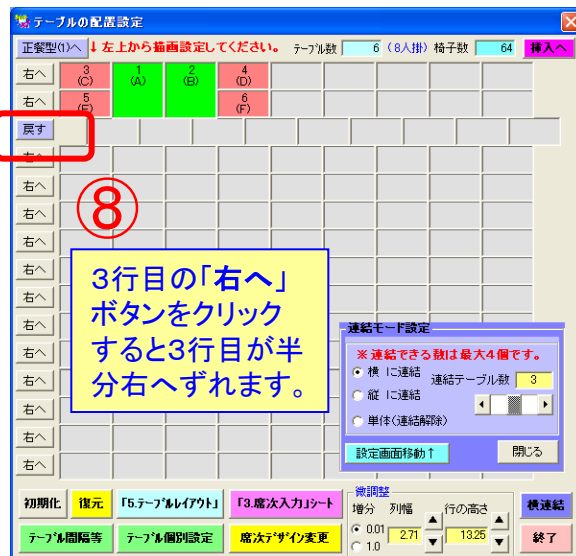 テーブルの配置設定
正餐型(1)へ ↓左上から描画設定してください。 テーブル数 6 (8人掛) 椅子数 64 挿入へ
右へ 3 1 2 4
(C) (A) (B) (D)
右へ 5 6
(E) (F)
戻す
右へ
右へ
⑧
右へ
右へ
右へ
右へ
右へ
右へ
右へ
右へ
右へ
右へ
3行目の「右へ」
ボタンをクリック
すると3行目が半
分右へずれます。
連結モード設定
※連結できる数は最大4個です。
横 に連結
連結テーブル数 3
縦 に連結
単体(連結解除)
設定画面移動↑ 閉じる
初期化 復元 「5.テーブルレイアウト」 「3.席次入力」シート
微調整
増分 列幅 行の高さ
横連結
テーブル間隔等 テーブル個別設定 席次デザイン変更
0.01
1.0
2.71 13.25
終了